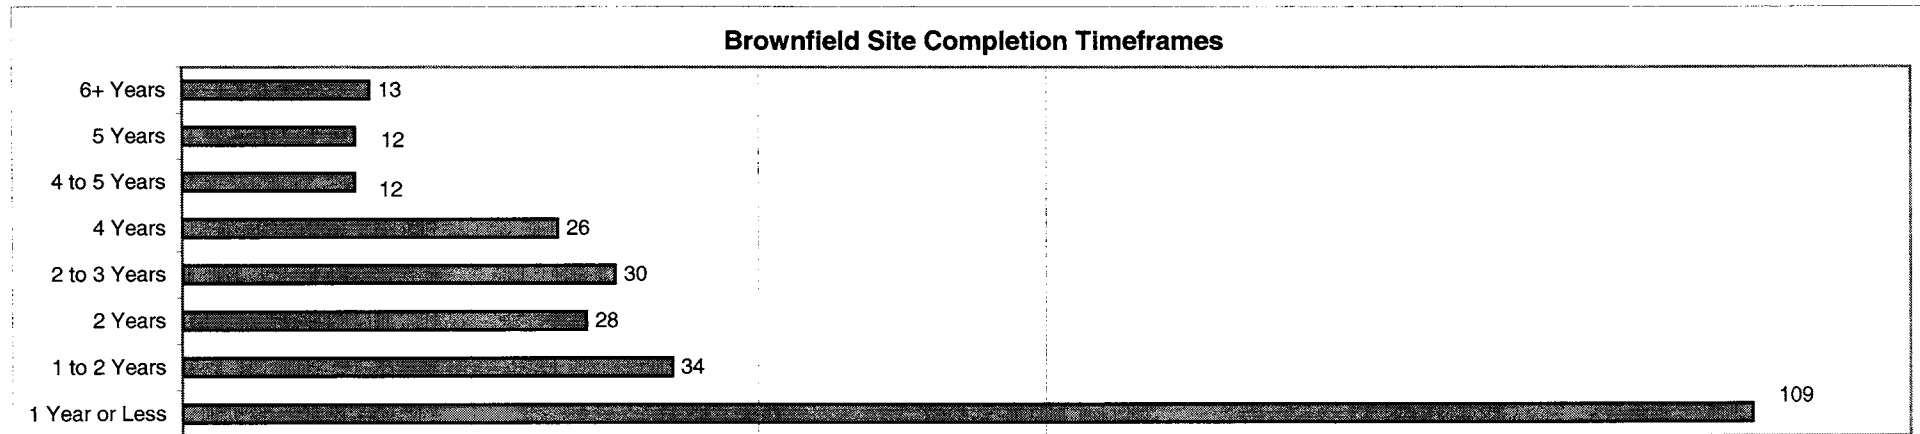 Brownfield Site Completion Timeframes
6+ Years 13
5 Years 12
4 to 5 Years 12
4 Years 26
2 to 3 Years 30
2 Years 28
1 to 2 Years 34
1 Year or Less 109